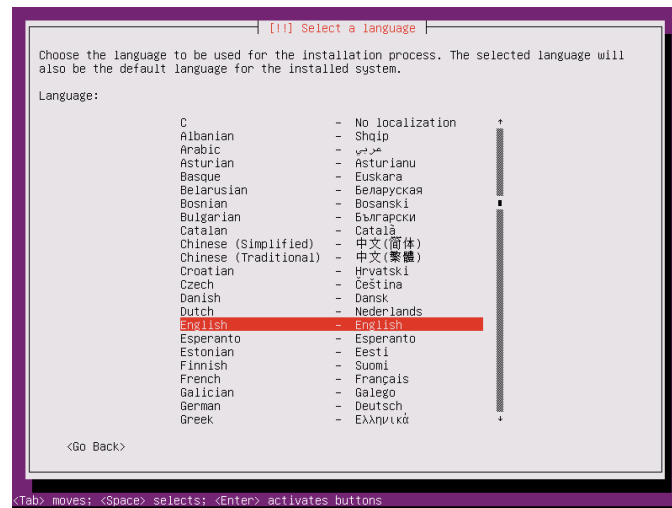 [!!] Select a language
Choose the language to be used for the installation process. The selected language will
also be the default language for the installed system.
Language:
C - No localization
Albanian - Shqip
Arabic - عربي
Asturian - Asturianu
Basque - Euskara
Belarusian - Беларуская
Bosnian - Bosanski
Bulgarian - Български
Catalan - Català
Chinese (Simplified) - 中文(简体)
Chinese (Traditional) - 中文(繁體)
Croatian - Hrvatski
Czech - Čeština
Danish - Dansk
Dutch - Nederlands
English - English
Esperanto - Esperanto
Estonian - Eesti
Finnish - Suomi
French - Français
Galician - Galego
German - Deutsch
Greek - Ελληνικά
<Go Back>
<Tab> moves; <Space> selects; <Enter> activates buttons